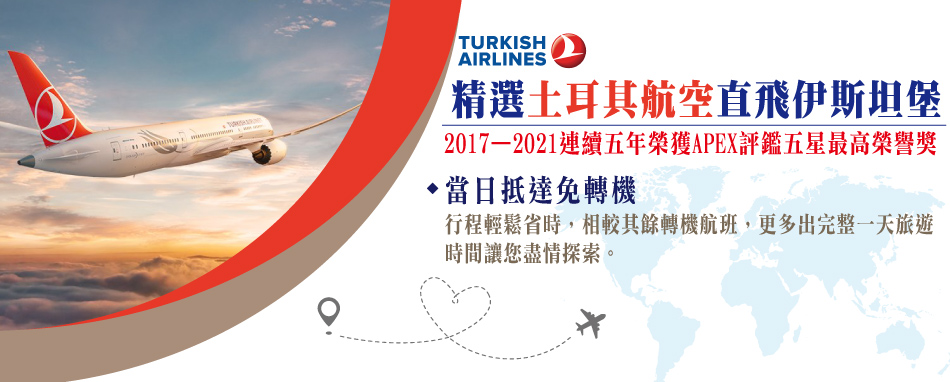 TURKISH
AIRLINES
精選土耳其航空直飛伊斯坦堡
2017—2021連續五年榮獲APEX評鑑五星最高榮譽獎
當日抵達免轉機
行程輕鬆省時，相較其餘轉機航班，更多出完整一天旅遊
時間讓您盡情探索。
TURKISH AIRLINES